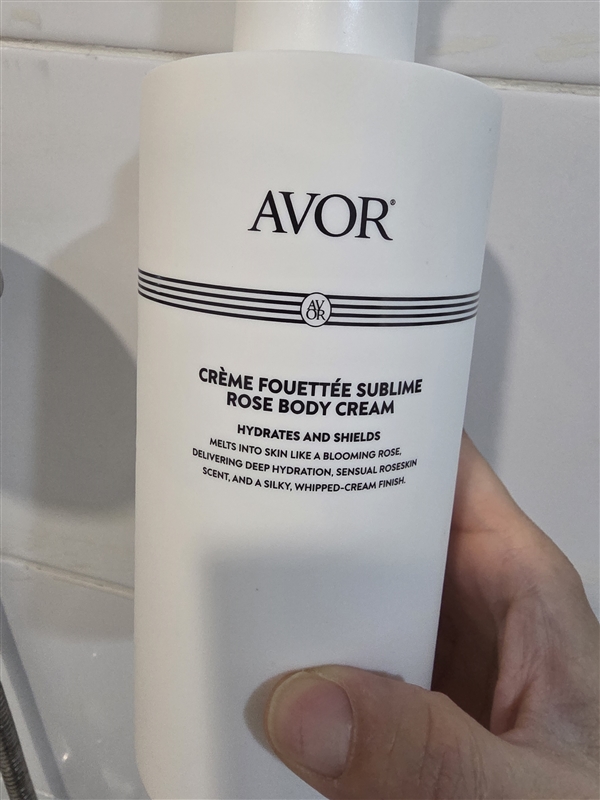 AVOR®
AV
OR
CRÈME FOUETTÉE SUBLIME
ROSE BODY CREAM
HYDRATES AND SHIELDS
MELTS INTO SKIN LIKE A BLOOMING ROSE,
DELIVERING DEEP HYDRATION, SENSUAL ROSESKIN
SCENT, AND A SILKY, WHIPPED-CREAM FINISH.